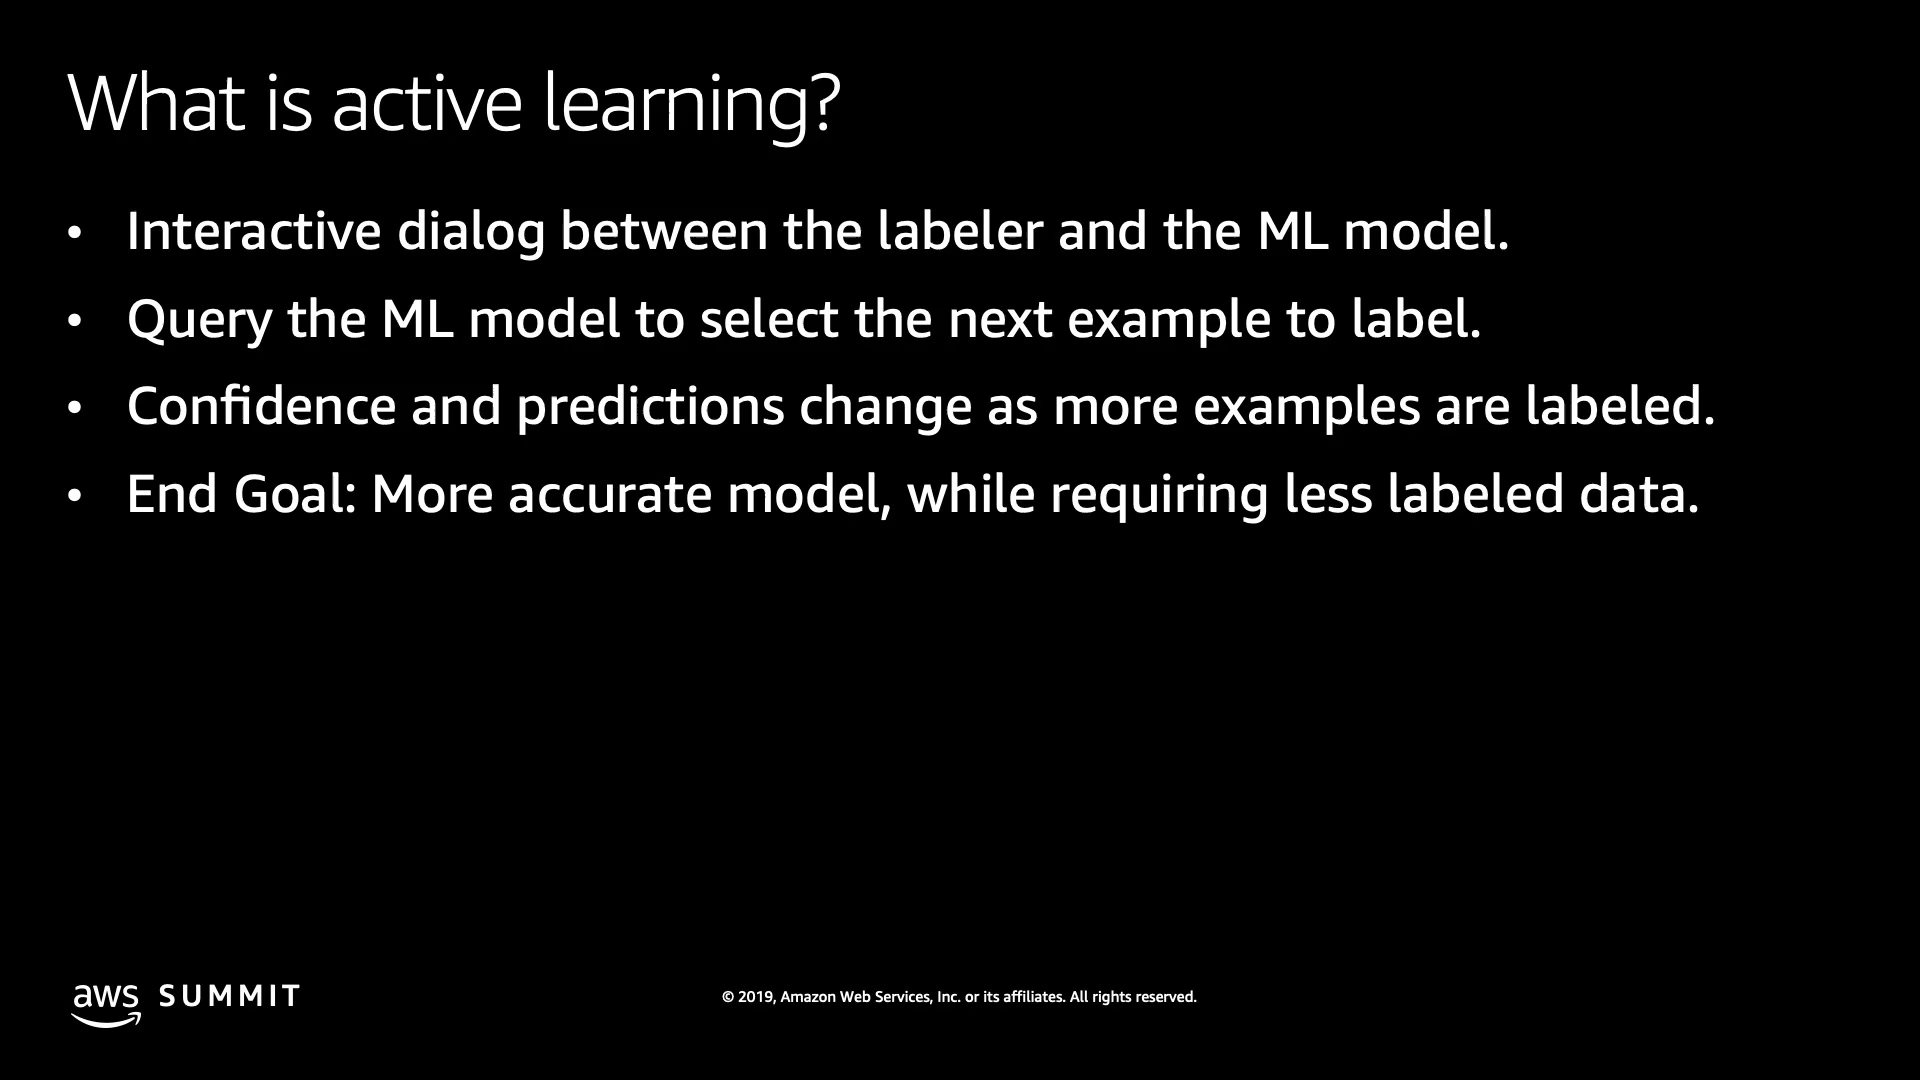 What is active learning?
• Interactive dialog between the labeler and the ML model.
• Query the ML model to select the next example to label.
• Confidence and predictions change as more examples are labeled.
• End Goal: More accurate model, while requiring less labeled data.
aws SUMMIT
© 2019, Amazon Web Services, Inc. or its affiliates. All rights reserved.